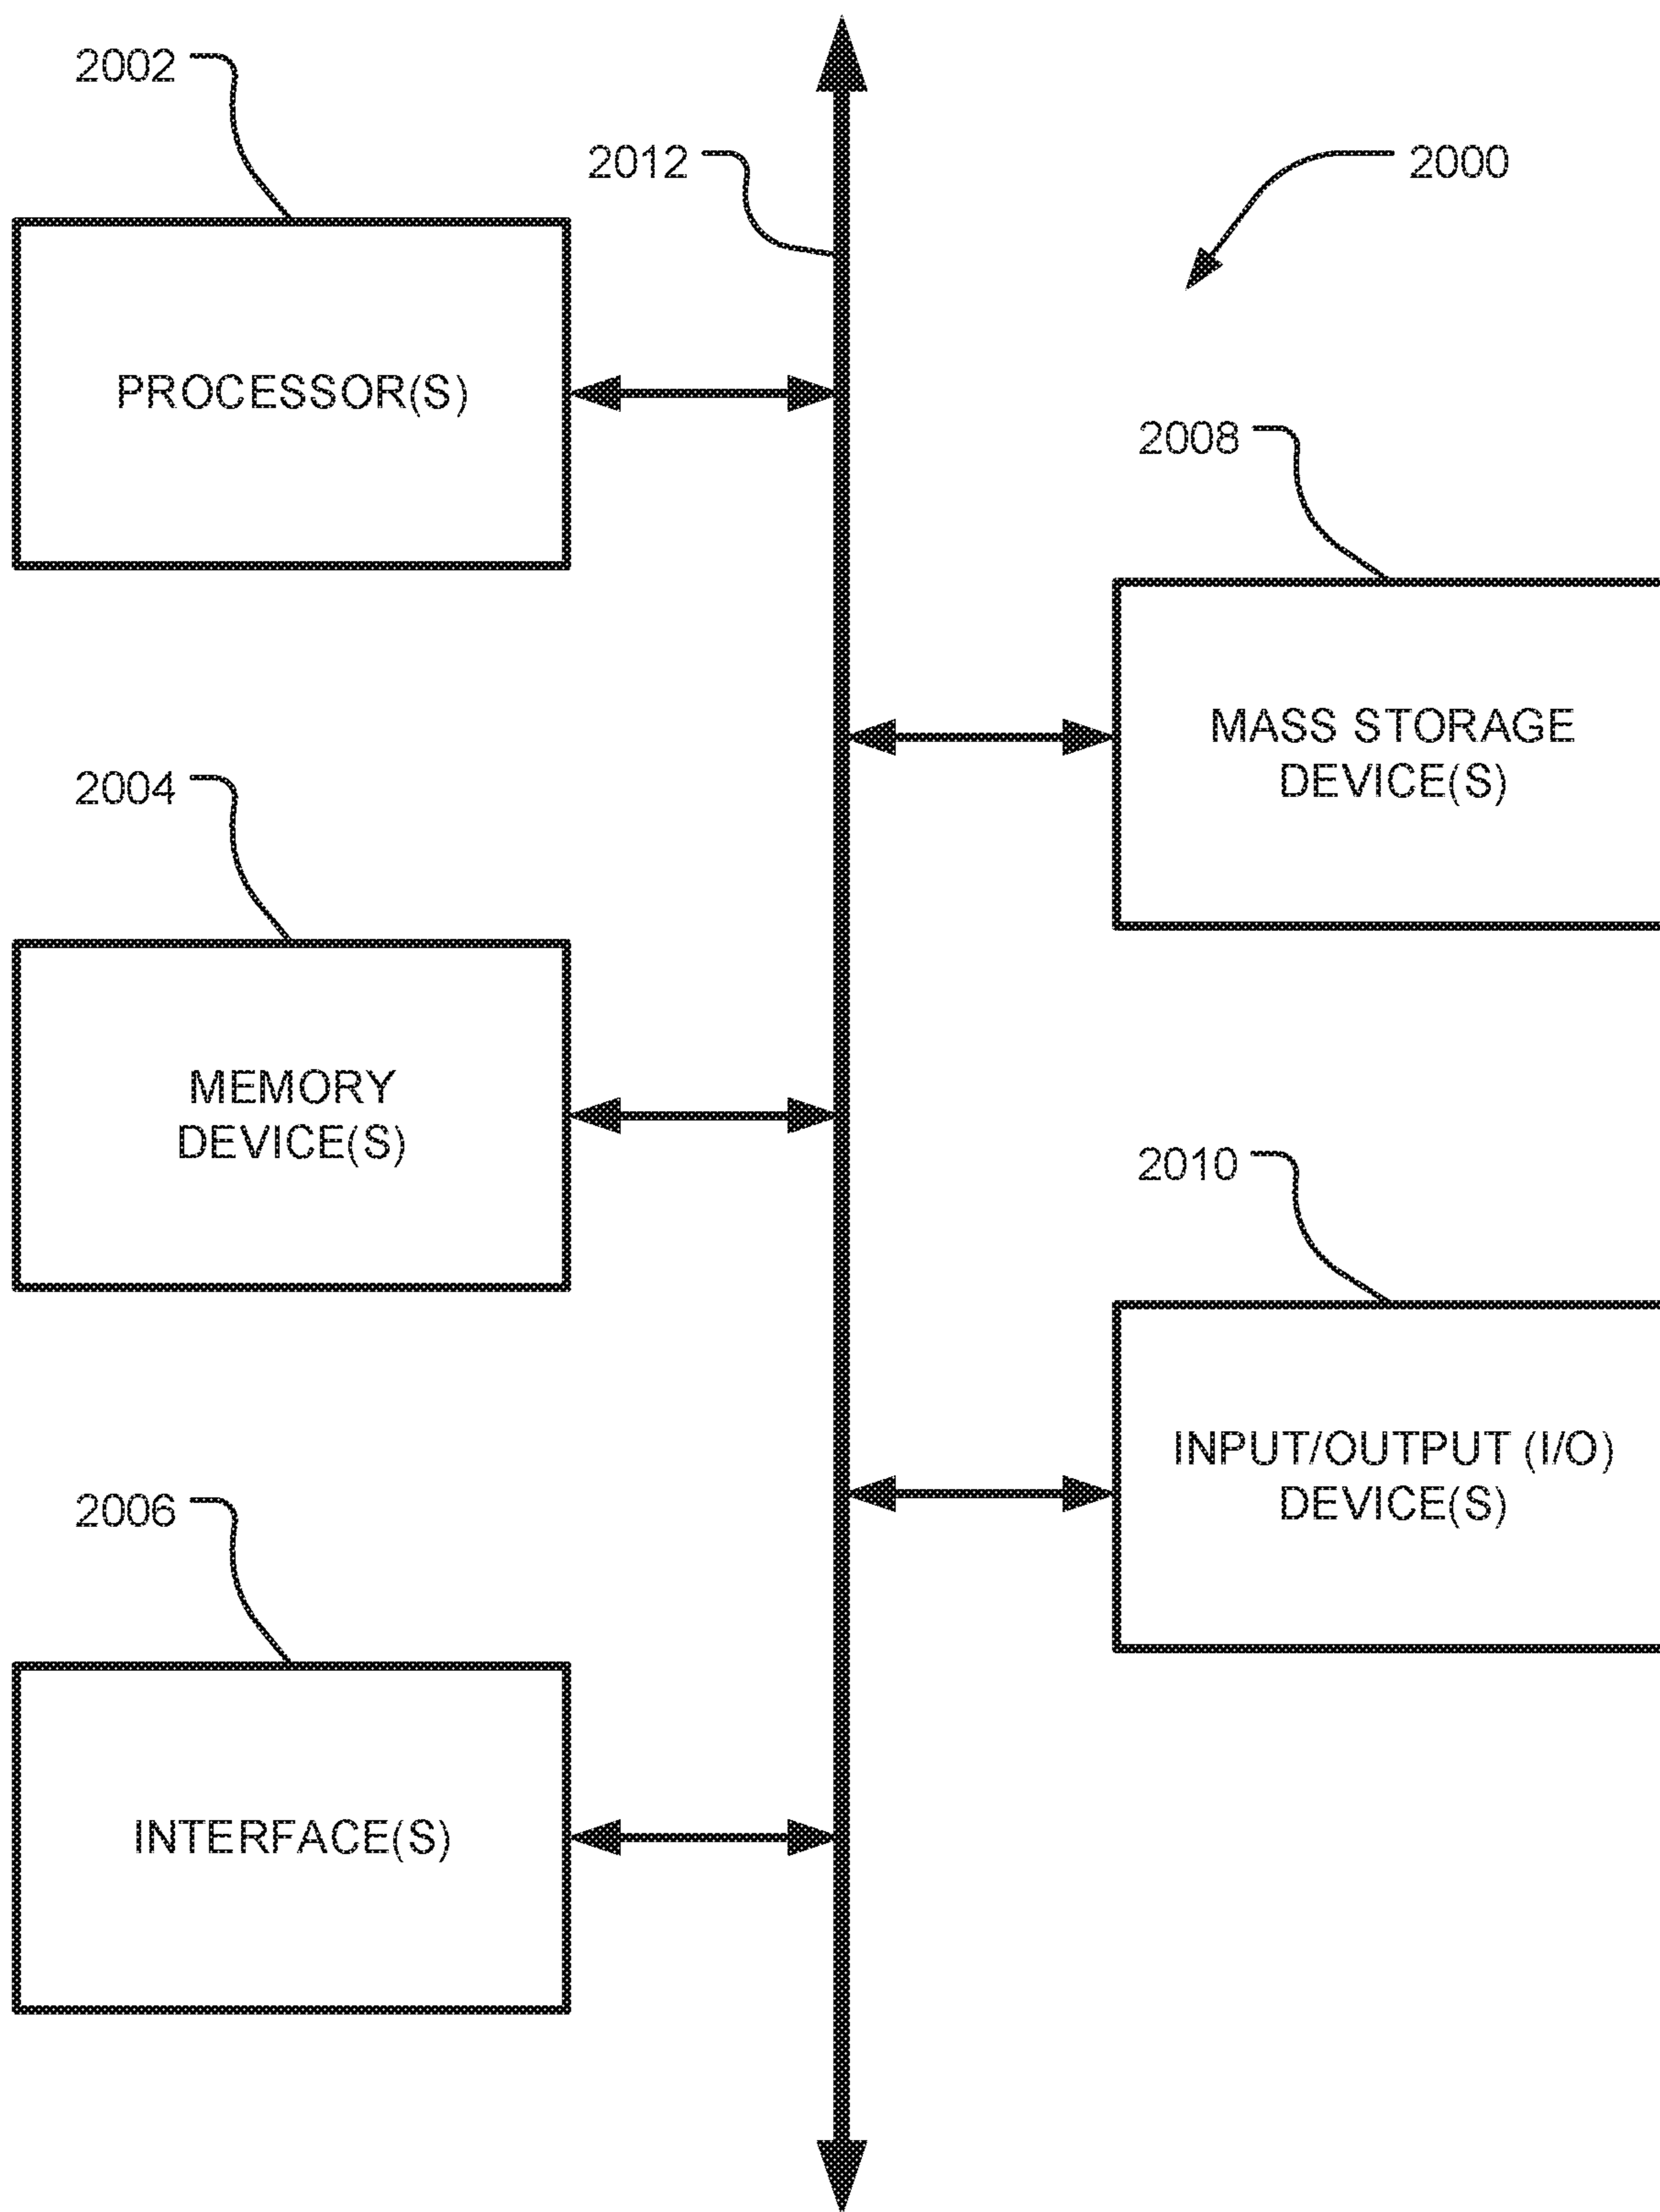 2002
2012
2000
PROCESSOR(S)
2008
MASS STORAGE
DEVICE(S)
2004
MEMORY
DEVICE(S)
2010
INPUT/OUTPUT (I/O)
DEVICE(S)
2006
INTERFACE(S)